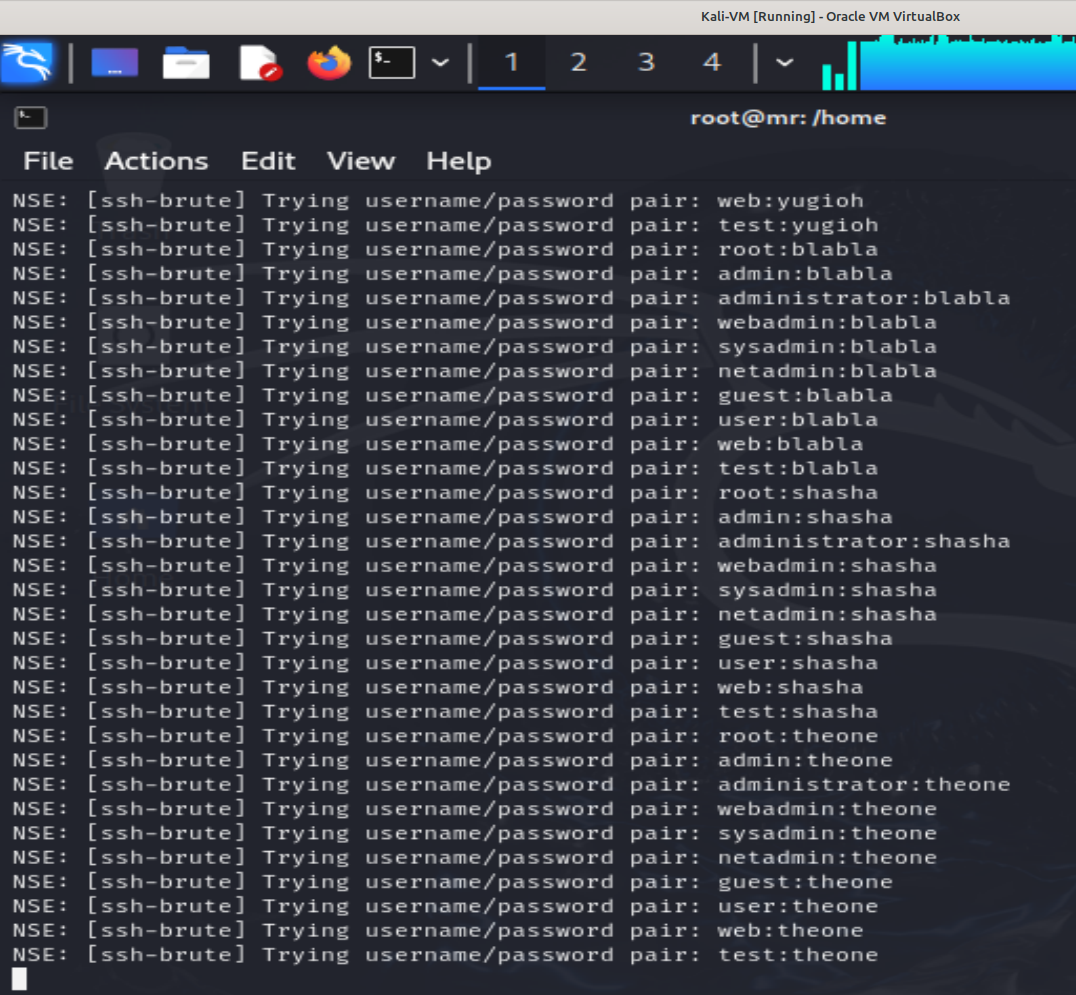 Kali-VM [Running] - Oracle VM VirtualBox
1 2 3 4
root@mr: /home
File Actions Edit View Help
NSE: [ssh-brute] Trying username/password pair: web:yugioh
NSE: [ssh-brute] Trying username/password pair: test:yugioh
NSE: [ssh-brute] Trying username/password pair: root:blabla
NSE: [ssh-brute] Trying username/password pair: admin:blabla
NSE: [ssh-brute] Trying username/password pair: administrator:blabla
NSE: [ssh-brute] Trying username/password pair: webadmin:blabla
NSE: [ssh-brute] Trying username/password pair: sysadmin:blabla
NSE: [ssh-brute] Trying username/password pair: netadmin:blabla
NSE: [ssh-brute] Trying username/password pair: guest:blabla
NSE: [ssh-brute] Trying username/password pair: user:blabla
NSE: [ssh-brute] Trying username/password pair: web:blabla
NSE: [ssh-brute] Trying username/password pair: test:blabla
NSE: [ssh-brute] Trying username/password pair: root:shasha
NSE: [ssh-brute] Trying username/password pair: admin:shasha
NSE: [ssh-brute] Trying username/password pair: administrator:shasha
NSE: [ssh-brute] Trying username/password pair: webadmin:shasha
NSE: [ssh-brute] Trying username/password pair: sysadmin:shasha
NSE: [ssh-brute] Trying username/password pair: netadmin:shasha
NSE: [ssh-brute] Trying username/password pair: guest:shasha
NSE: [ssh-brute] Trying username/password pair: user:shasha
NSE: [ssh-brute] Trying username/password pair: web:shasha
NSE: [ssh-brute] Trying username/password pair: test:shasha
NSE: [ssh-brute] Trying username/password pair: root:theone
NSE: [ssh-brute] Trying username/password pair: admin:theone
NSE: [ssh-brute] Trying username/password pair: administrator:theone
NSE: [ssh-brute] Trying username/password pair: webadmin:theone
NSE: [ssh-brute] Trying username/password pair: sysadmin:theone
NSE: [ssh-brute] Trying username/password pair: netadmin:theone
NSE: [ssh-brute] Trying username/password pair: guest:theone
NSE: [ssh-brute] Trying username/password pair: user:theone
NSE: [ssh-brute] Trying username/password pair: web:theone
NSE: [ssh-brute] Trying username/password pair: test:theone